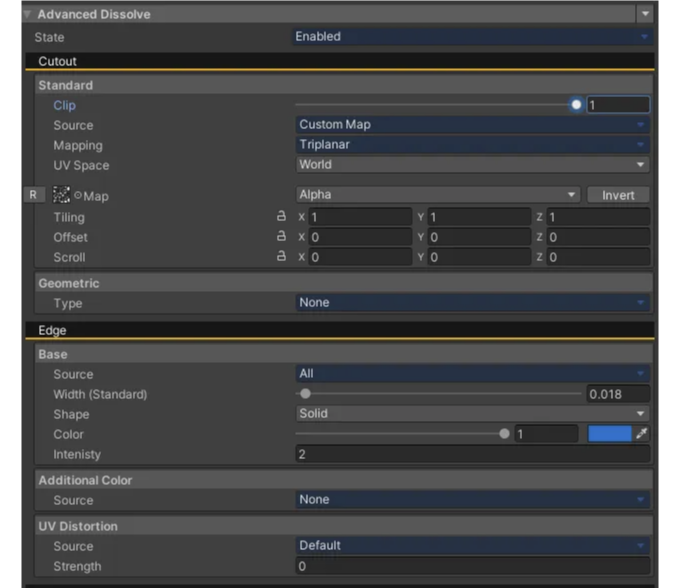 Advanced Dissolve
State Enabled
Cutout
Standard
Clip 1
Source Custom Map
Mapping Triplanar
UV Space World
R Map Alpha Invert
Tiling X 1 Y 1 Z 1
Offset X 0 Y 0 Z 0
Scroll X 0 Y 0 Z 0
Geometric
Type None
Edge
Base
Source All
Width (Standard) 0.018
Shape Solid
Color 1
Intenisty 2
Additional Color
Source None
UV Distortion
Source Default
Strength 0